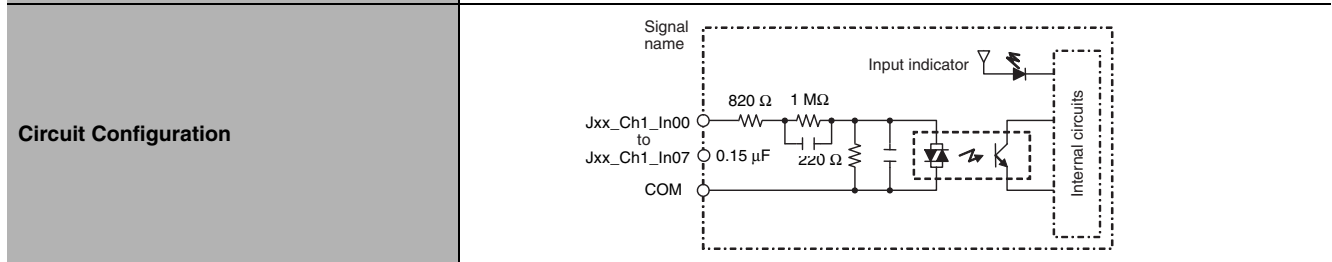 Circuit Configuration
Signal
name
Input indicator
820 Ω 1 MΩ
Jxx_Ch1_In00
to
Jxx_Ch1_In07
0.15 μF
220 Ω
COM
Internal circuits